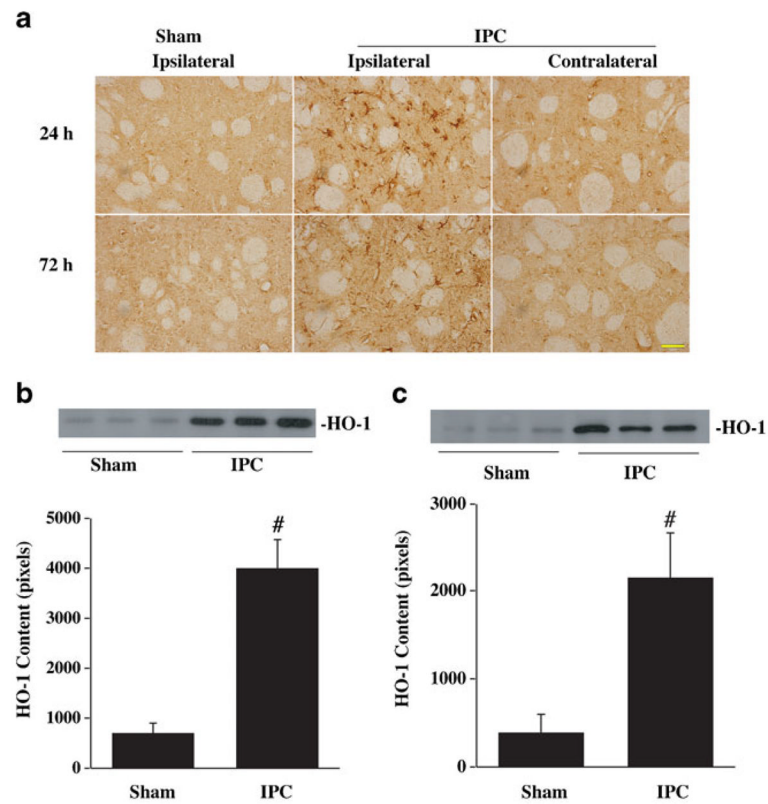 a
Sham IPC
Ipsilateral Ipsilateral Contralateral
24 h
72 h
b
-HO-1
Sham IPC
HO-1 Content (pixels)
5000
4000
3000
2000
1000
0
#
Sham IPC
c
-HO-1
Sham IPC
HO-1 Content (pixels)
3000
2000
1000
0
#
Sham IPC